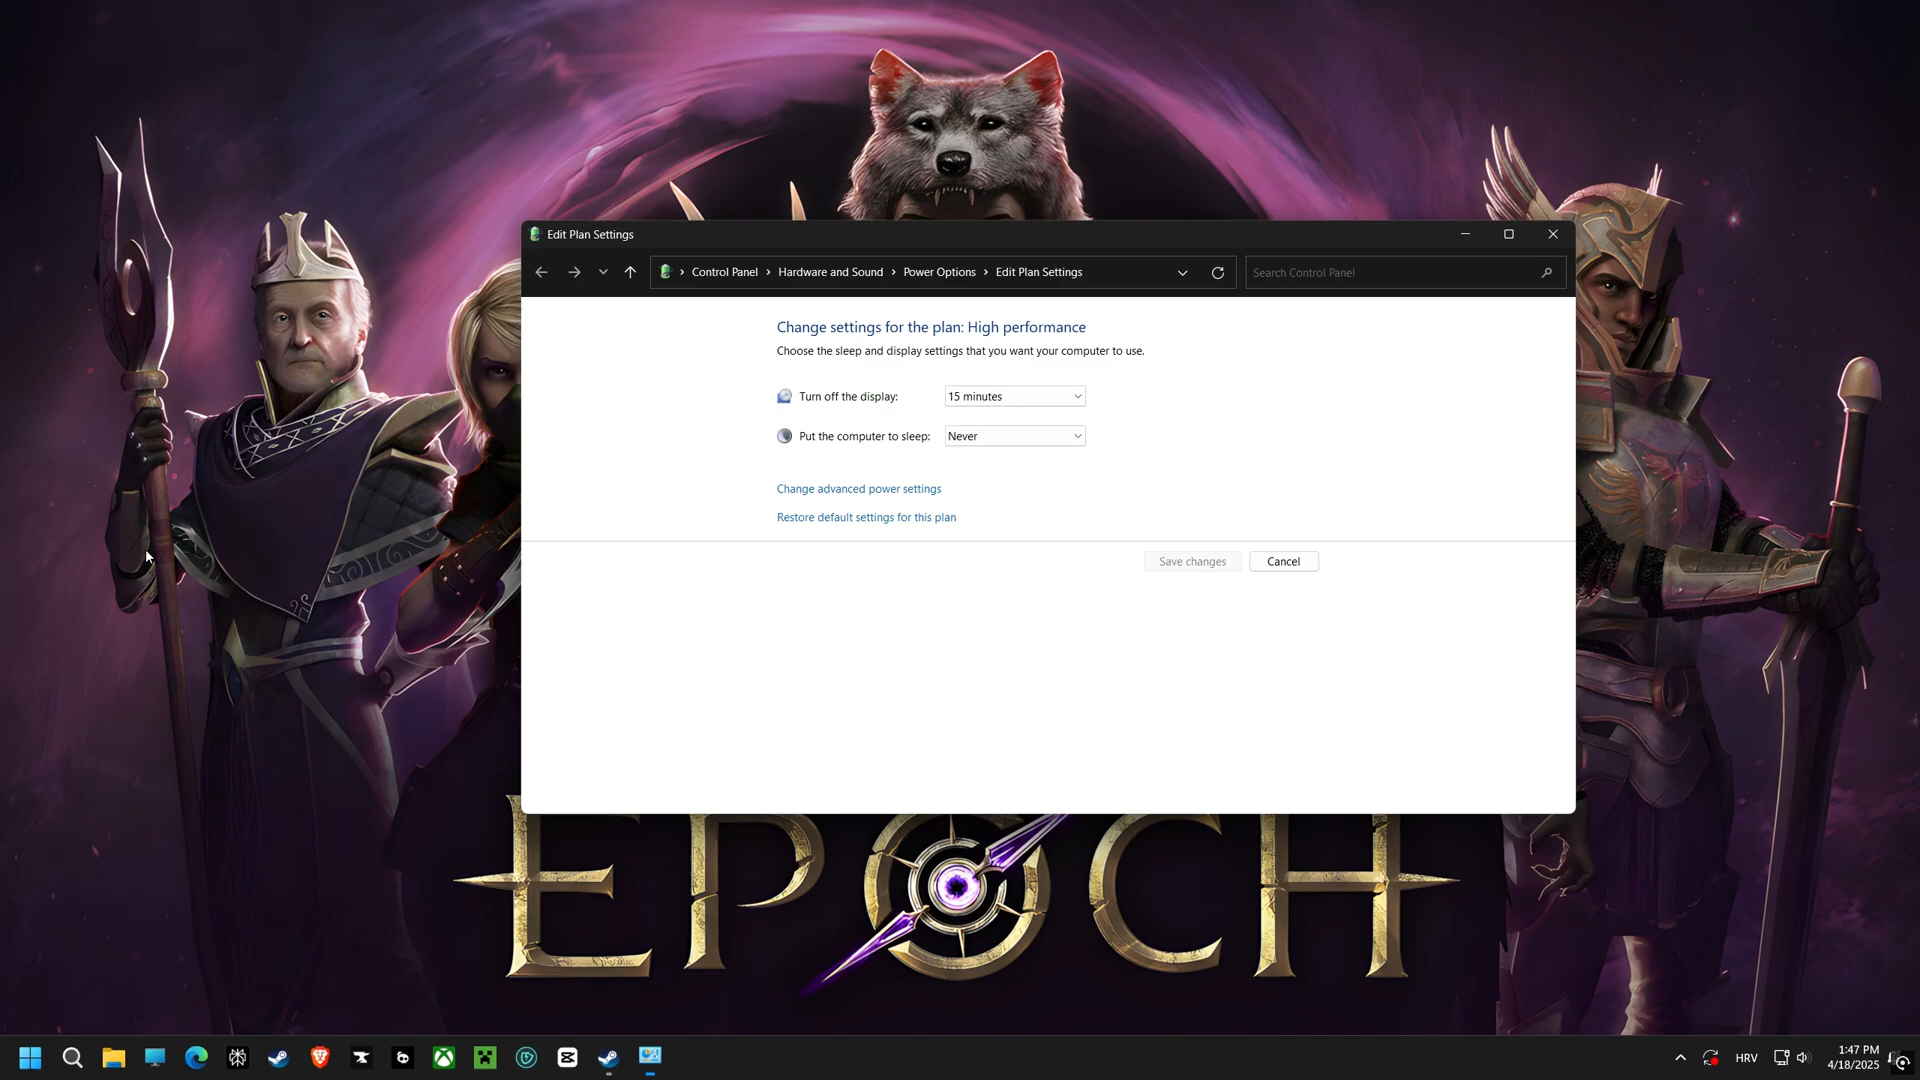 Edit Plan Settings
Control Panel > Hardware and Sound > Power Options > Edit Plan Settings
Search Control Panel
Change settings for the plan: High performance
Choose the sleep and display settings that you want your computer to use.
Turn off the display: 15 minutes
Put the computer to sleep: Never
Change advanced power settings
Restore default settings for this plan
Save changes Cancel
EPOCH
HRV
1:47 PM
4/18/2025